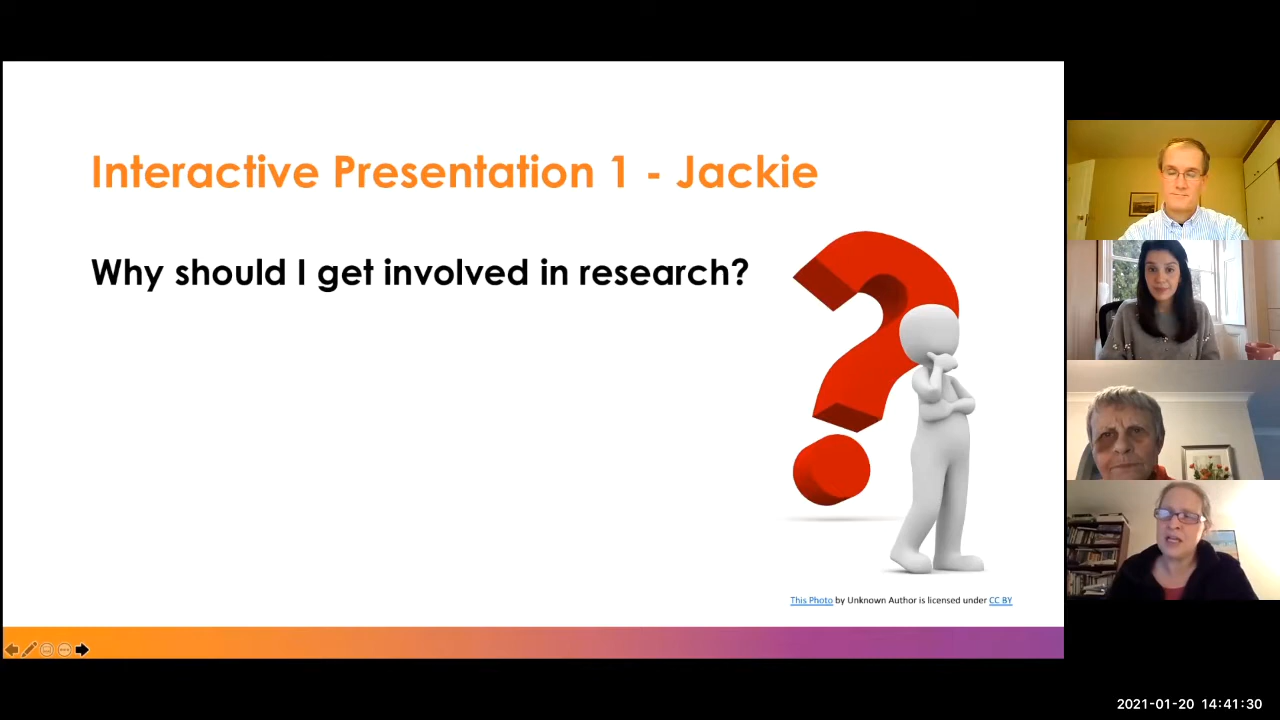 Interactive Presentation 1 - Jackie
Why should I get involved in research?
This Photo by Unknown Author is licensed under CC BY
2021-01-20 14:41:30